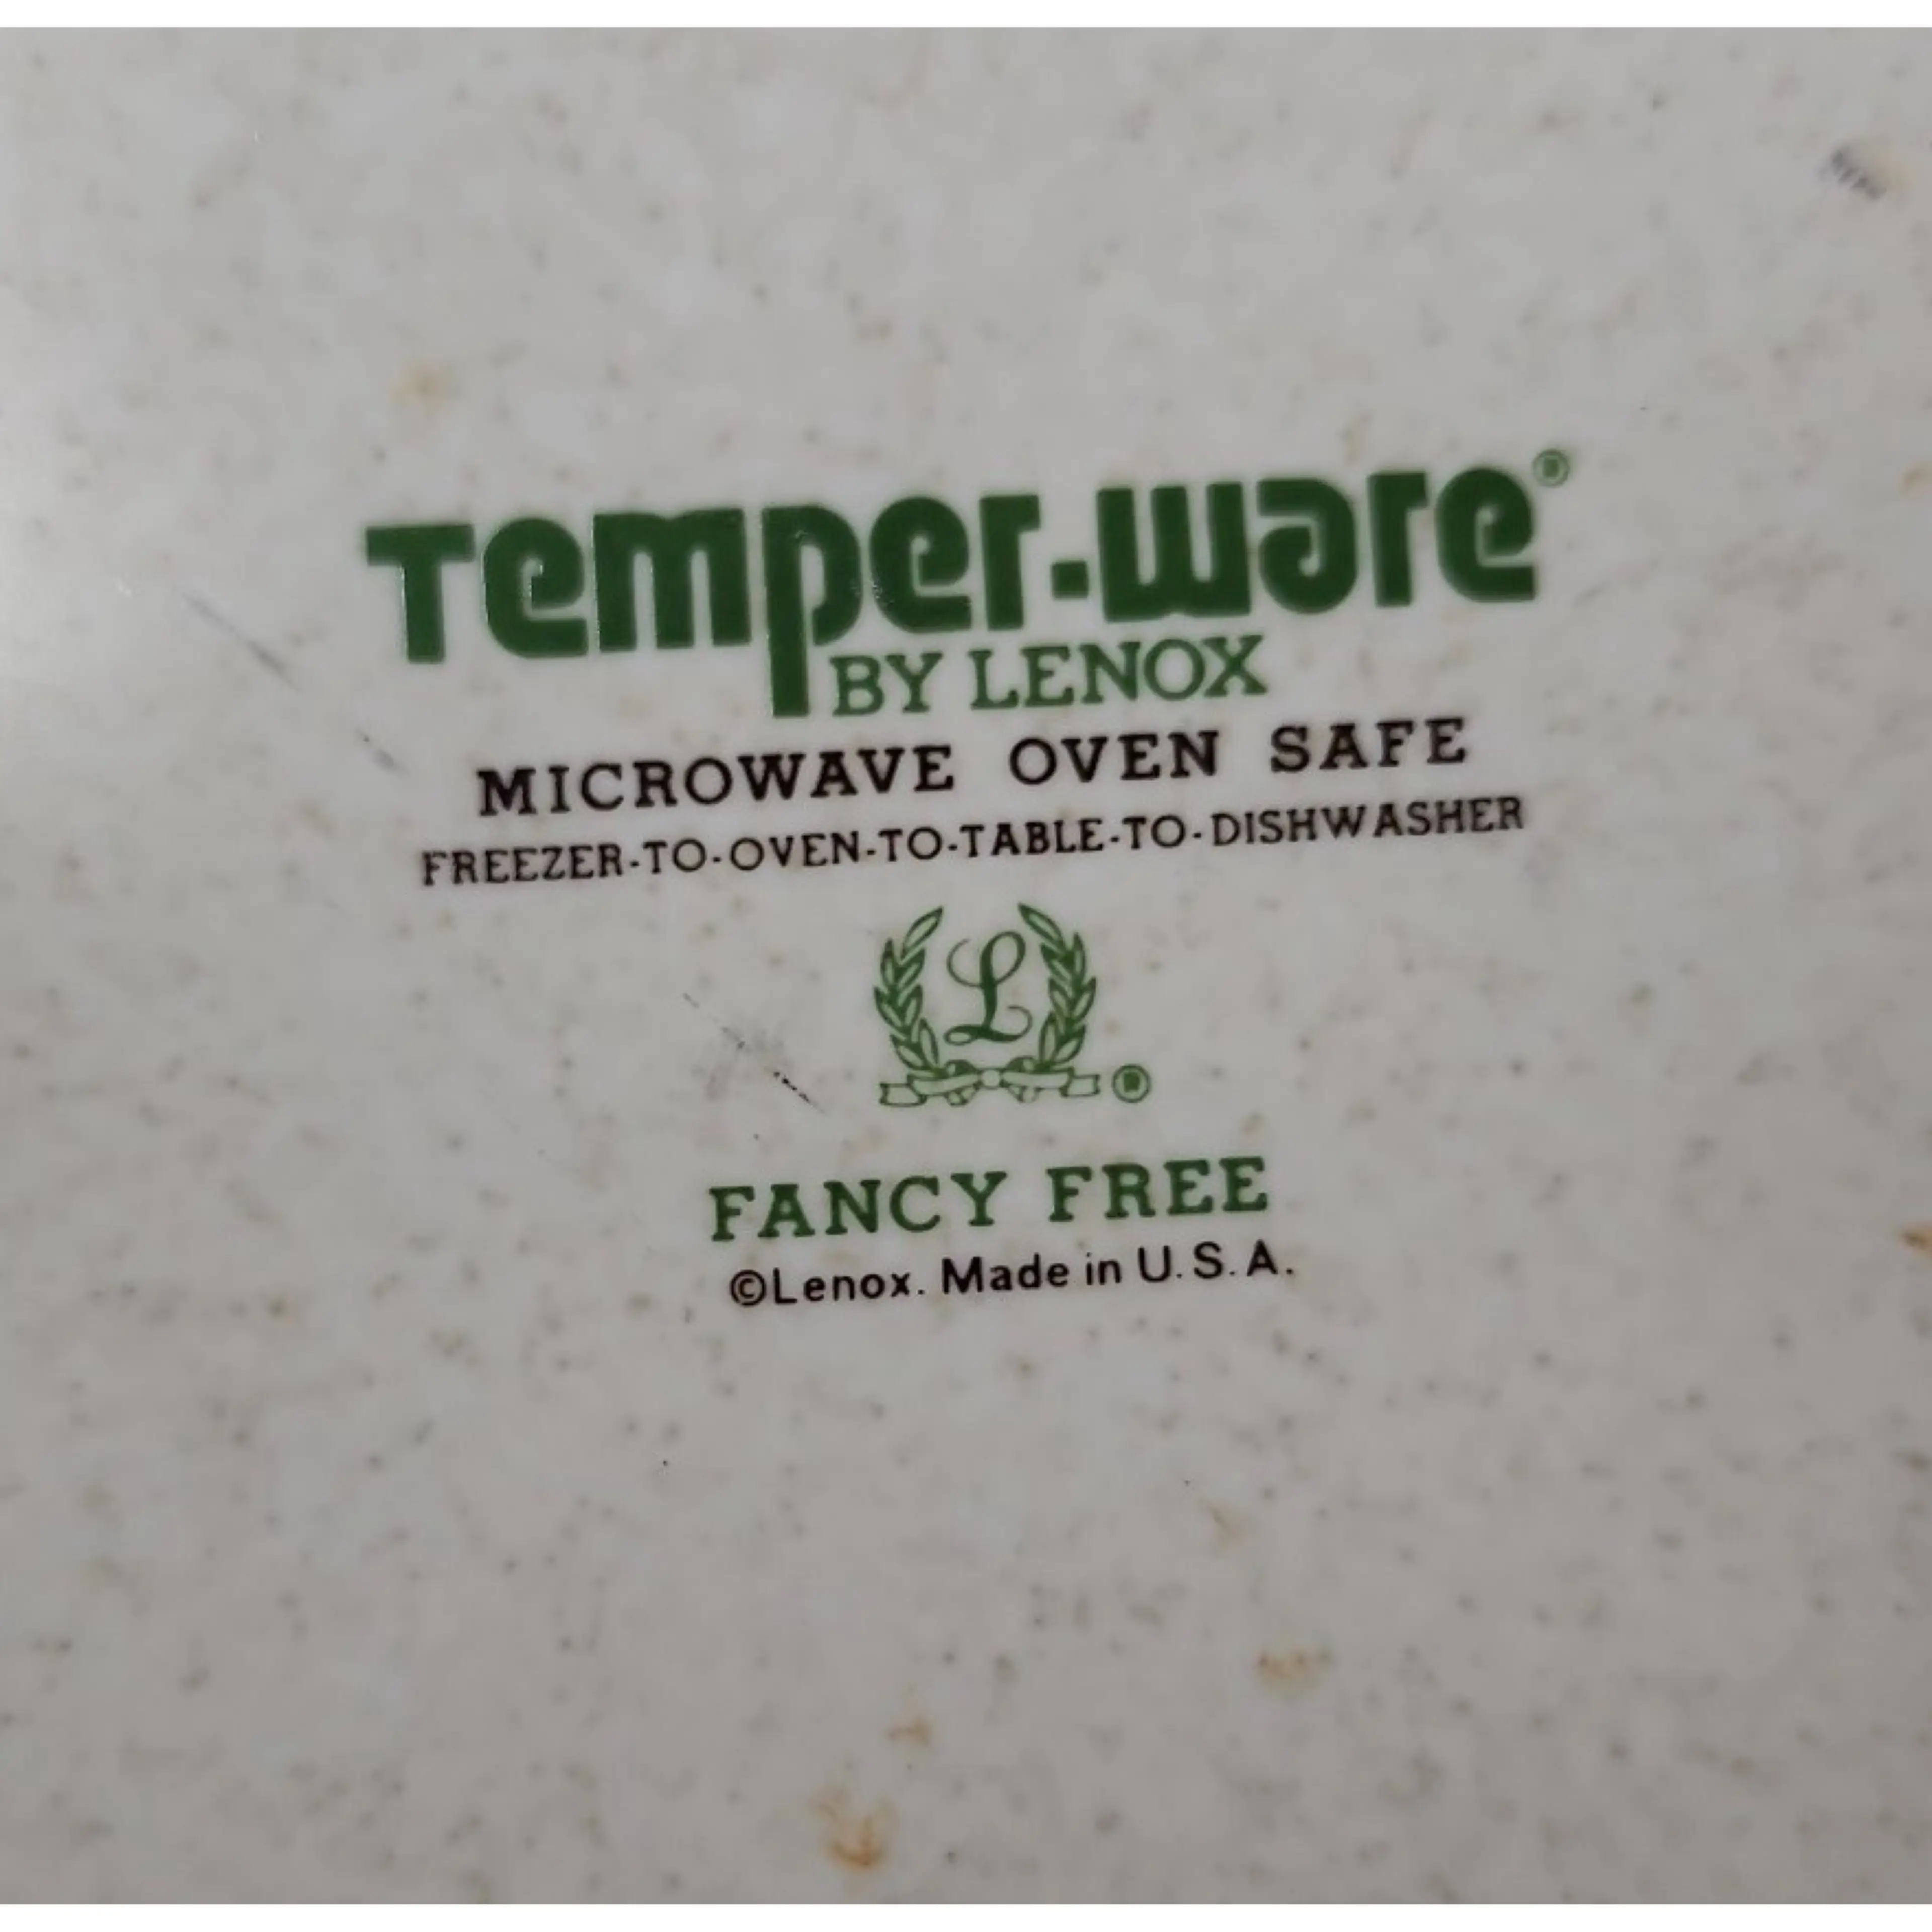 Temper-ware®
BY LENOX
MICROWAVE OVEN SAFE
FREEZER-TO-OVEN-TO-TABLE-TO-DISHWASHER
L®
FANCY FREE
©Lenox. Made in U.S.A.